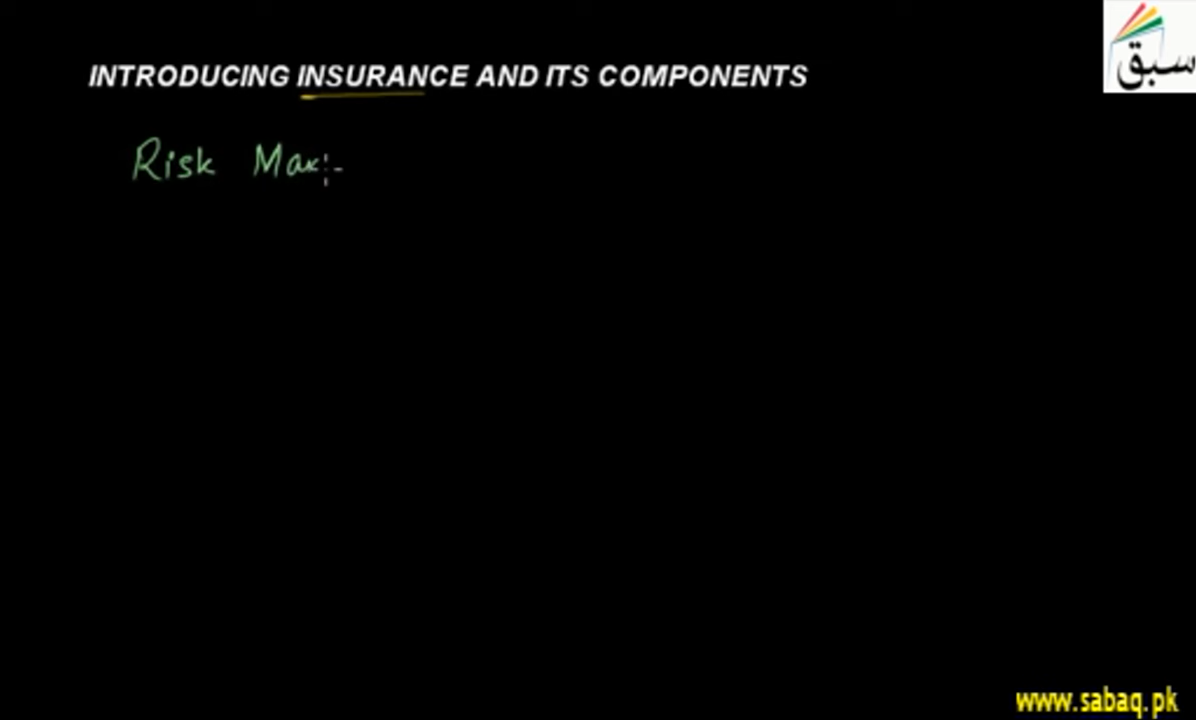 INTRODUCING INSURANCE AND ITS COMPONENTS
سبق
Risk Max
www.sabaq.pk